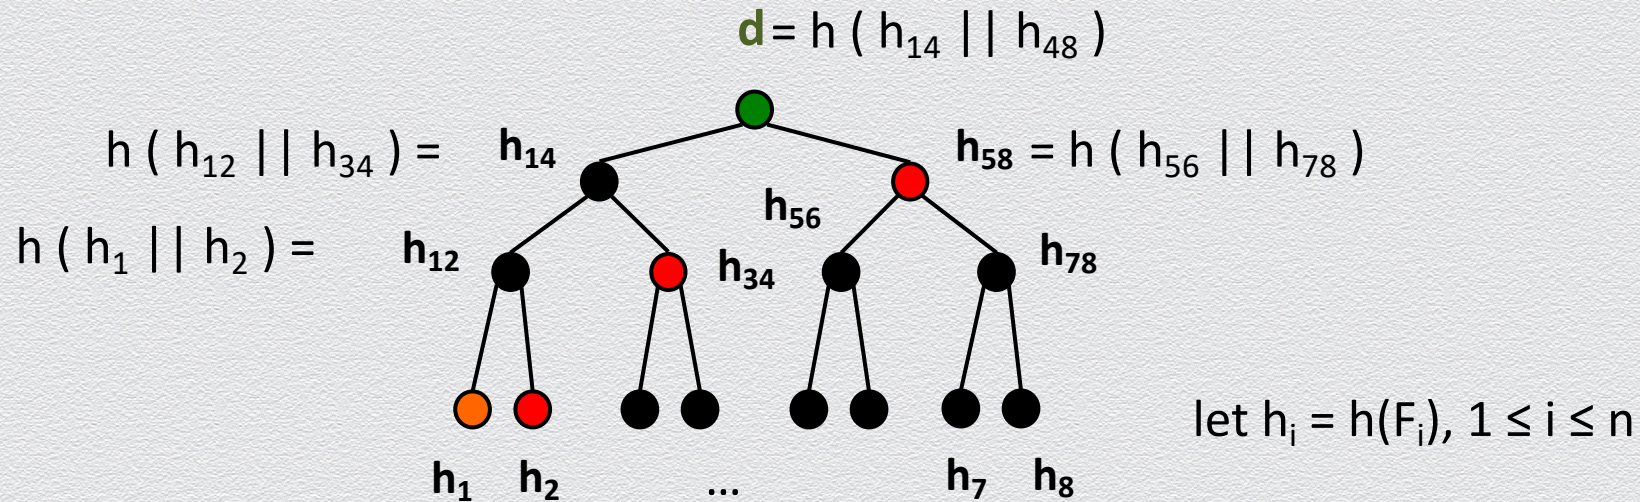 d = h ( h14 || h48 )
h ( h12 || h34 ) = h14
h58 = h ( h56 || h78 )
h56
h ( h1 || h2 ) = h12
h34
h78
let hi = h(Fi), 1 ≤ i ≤ n
h1 h2 ... h7 h8